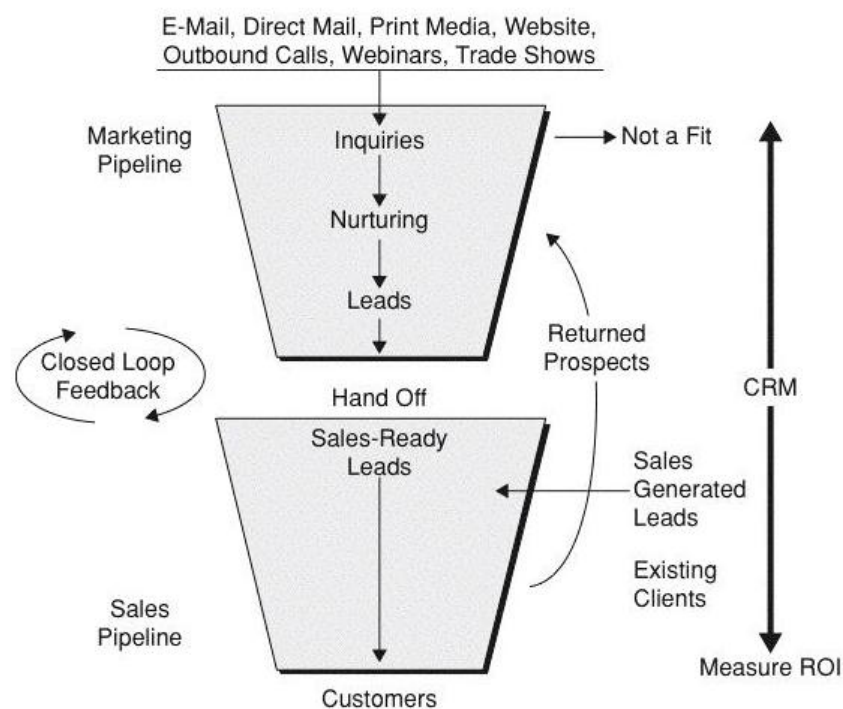 E-Mail, Direct Mail, Print Media, Website,
Outbound Calls, Webinars, Trade Shows
Marketing
Pipeline
Inquiries
Not a Fit
Nurturing
Leads
Closed Loop
Feedback
Returned
Prospects
CRM
Hand Off
Sales-Ready
Leads
Sales
Generated
Leads
Existing
Clients
Sales
Pipeline
Measure ROI
Customers